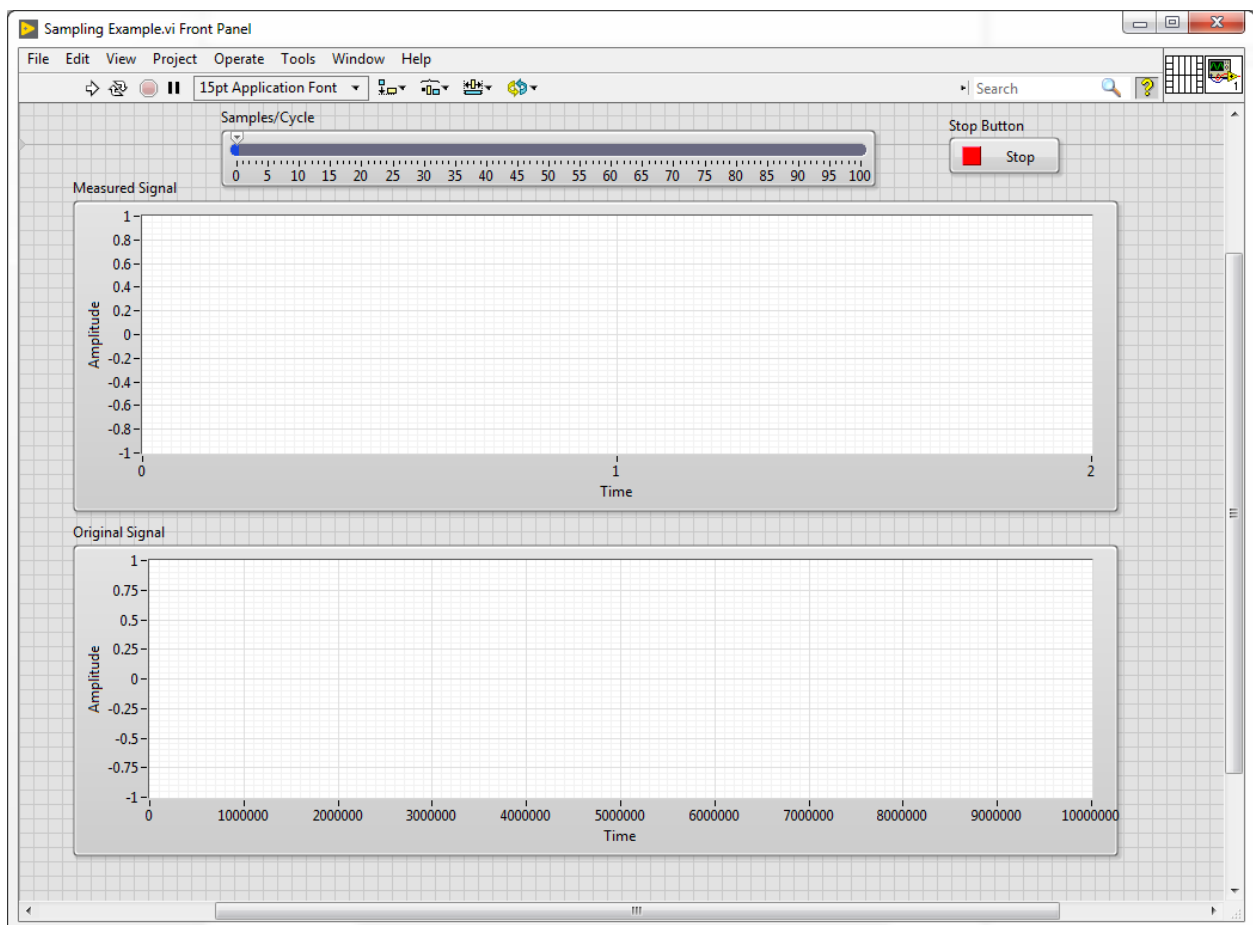 Sampling Example.vi Front Panel
File Edit View Project Operate Tools Window Help
15pt Application Font
Search
1
Samples/Cycle
0 5 10 15 20 25 30 35 40 45 50 55 60 65 70 75 80 85 90 95 100
Stop Button
Stop
Measured Signal
1
0.8
0.6
0.4
0.2
0
-0.2
-0.4
-0.6
-0.8
-1
Amplitude
0 1 2
Time
Original Signal
1
0.75
0.5
0.25
0
-0.25
-0.5
-0.75
-1
Amplitude
0 1000000 2000000 3000000 4000000 5000000 6000000 7000000 8000000 9000000 10000000
Time